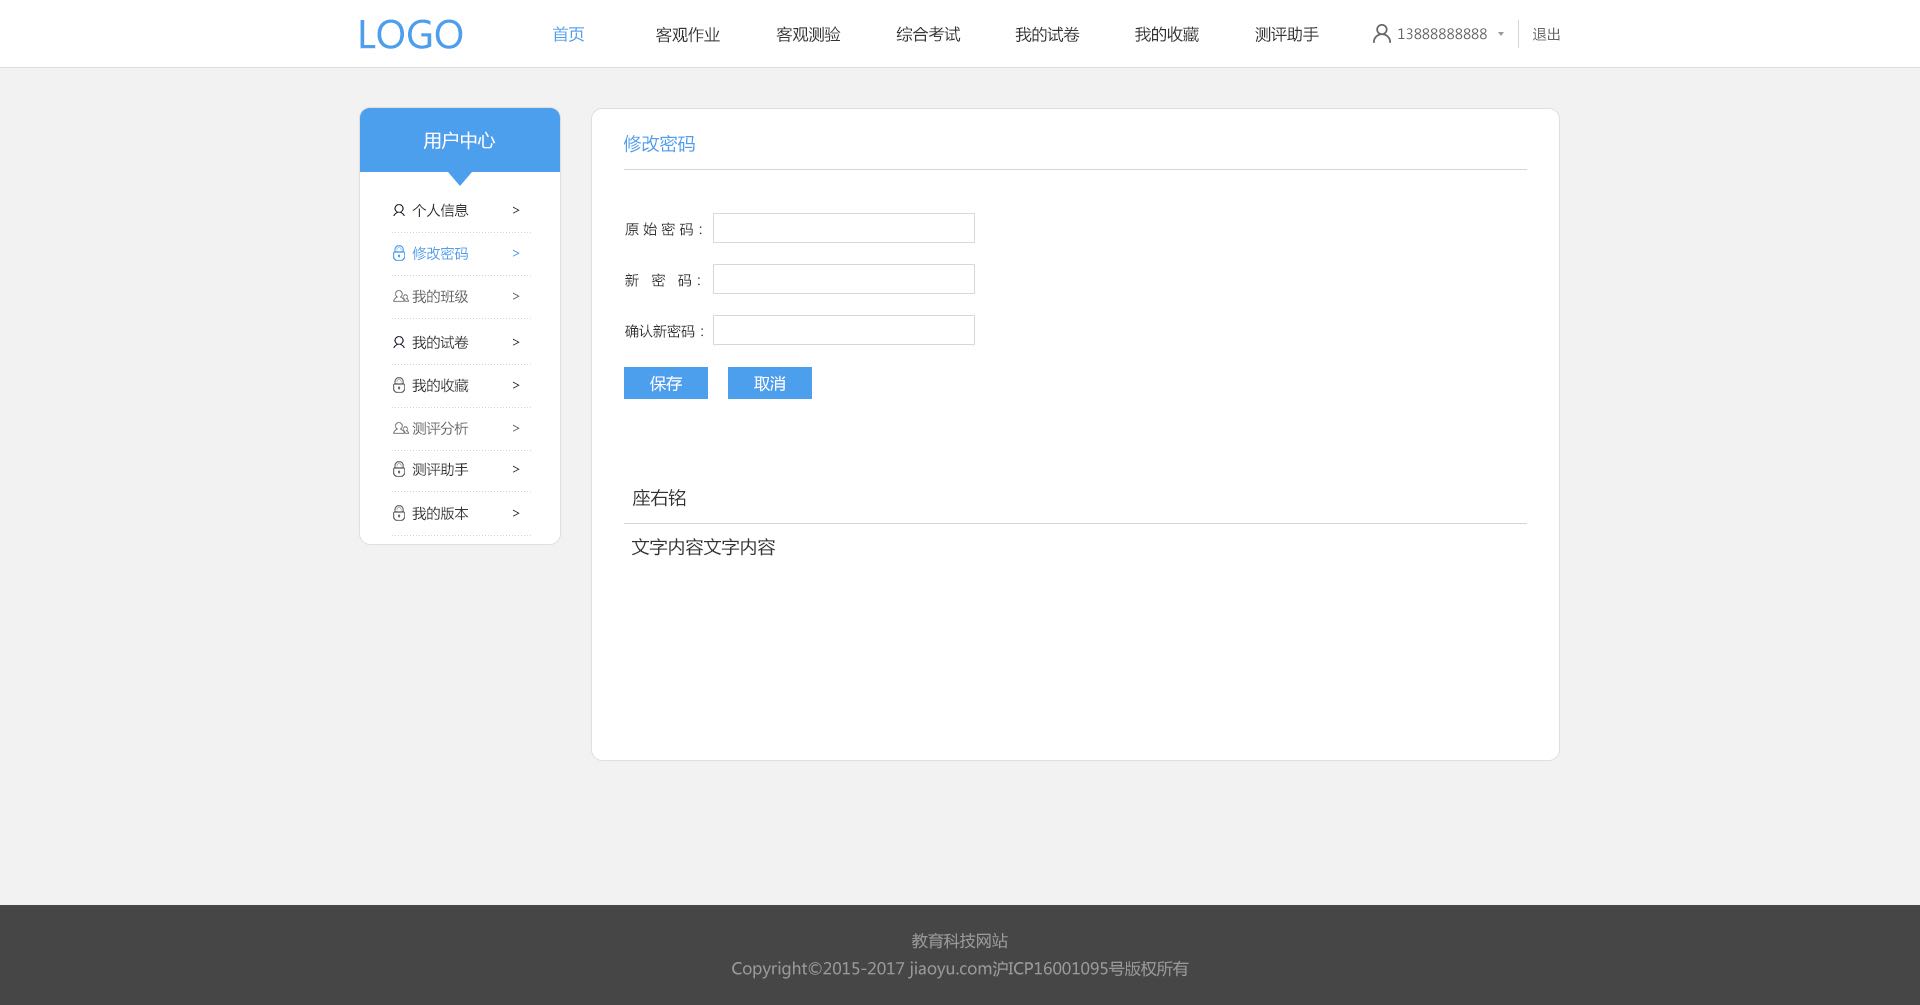 LOGO 首页 客观作业 客观测验 综合考试 我的试卷 我的收藏 测评助手 13888888888 退出
用户中心
个人信息 >
修改密码 >
我的班级 >
我的试卷 >
我的收藏 >
测评分析 >
测评助手 >
我的版本 >
修改密码
原 始 密 码：
新 密 码：
确认新密码：
保存 取消
座右铭
文字内容文字内容
教育科技网站
Copyright©2015-2017 jiaoyu.com沪ICP16001095号版权所有